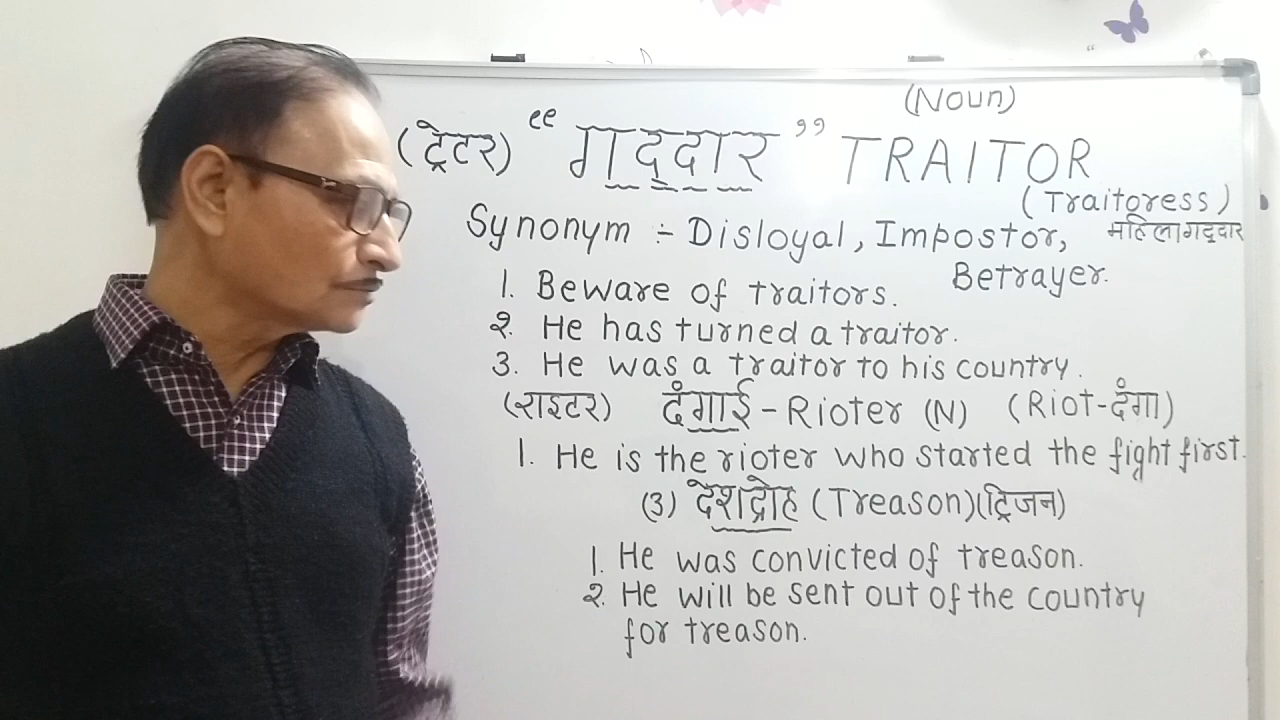 (Noun)
(ट्रेटर) "गद्दार" TRAITOR
(Traitoress)
Synonym :- Disloyal, Impostor, महिला गद्दार
Betrayer.
1. Beware of traitors.
2. He has turned a traitor.
3. He was a traitor to his country.
(राइटर) दंगाई - Rioter (N) (Riot-दंगा)
1. He is the rioter who started the fight first.
(3) देशद्रोह (Treason) (ट्रिजन)
1. He was convicted of treason.
2. He will be sent out of the country
for treason.